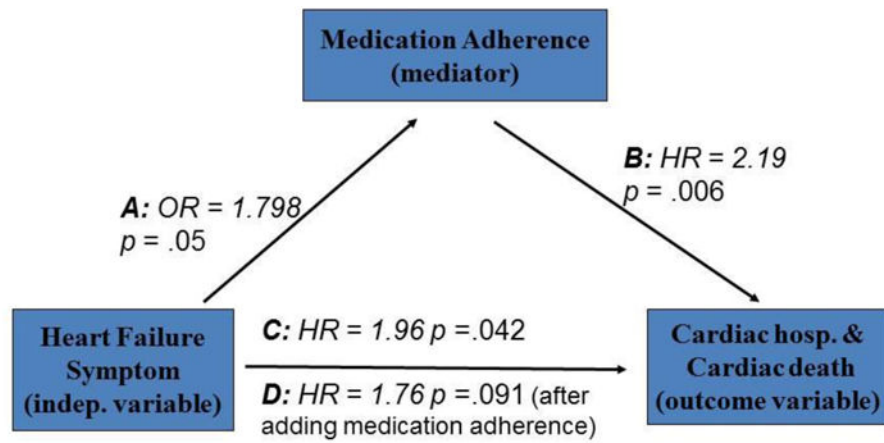 Medication Adherence
(mediator)
A: OR = 1.798
p = .05
B: HR = 2.19
p = .006
Heart Failure
Symptom
(indep. variable)
C: HR = 1.96 p =.042
D: HR = 1.76 p =.091 (after
adding medication adherence)
Cardiac hosp. &
Cardiac death
(outcome variable)